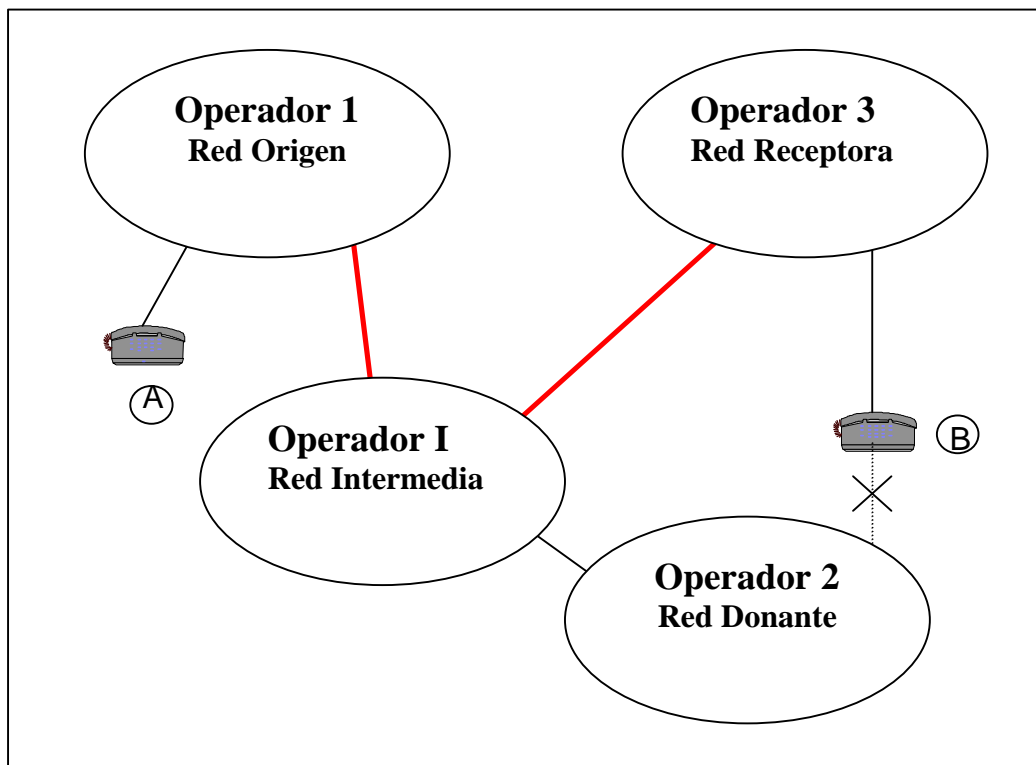 Operador 1
Red Origen
Operador 3
Red Receptora
A
Operador I
Red Intermedia
B
Operador 2
Red Donante